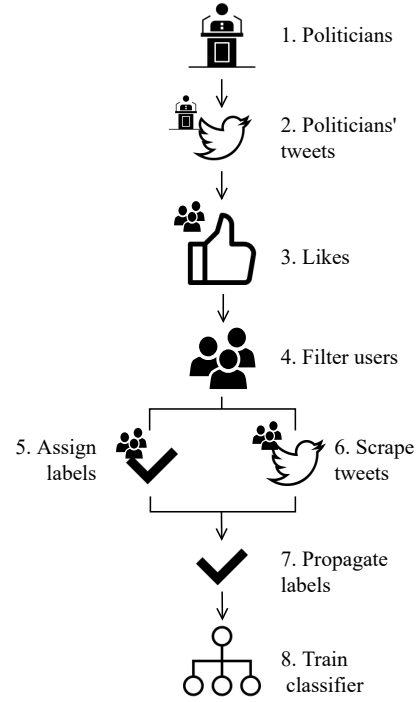 1. Politicians
2. Politicians'
tweets
3. Likes
4. Filter users
5. Assign
labels
6. Scrape
tweets
7. Propagate
labels
8. Train
classifier